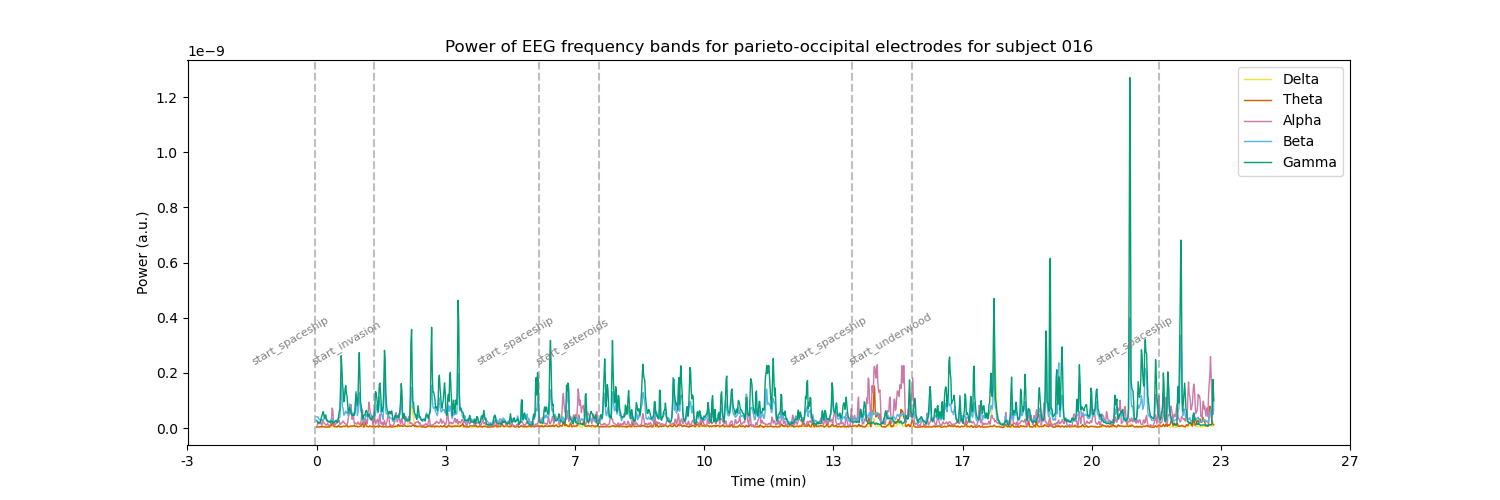 Power of EEG frequency bands for parieto-occipital electrodes for subject 016
1e−9
Delta
Theta
Alpha
Beta
Gamma
1.2
1.0
0.8
0.6
0.4
0.2
0.0
Power (a.u.)
start_spaceship
start_invasion
start_spaceship
start_asteroids
start_spaceship
start_underwood
start_spaceship
-3
0
3
7
10
13
17
20
23
27
Time (min)